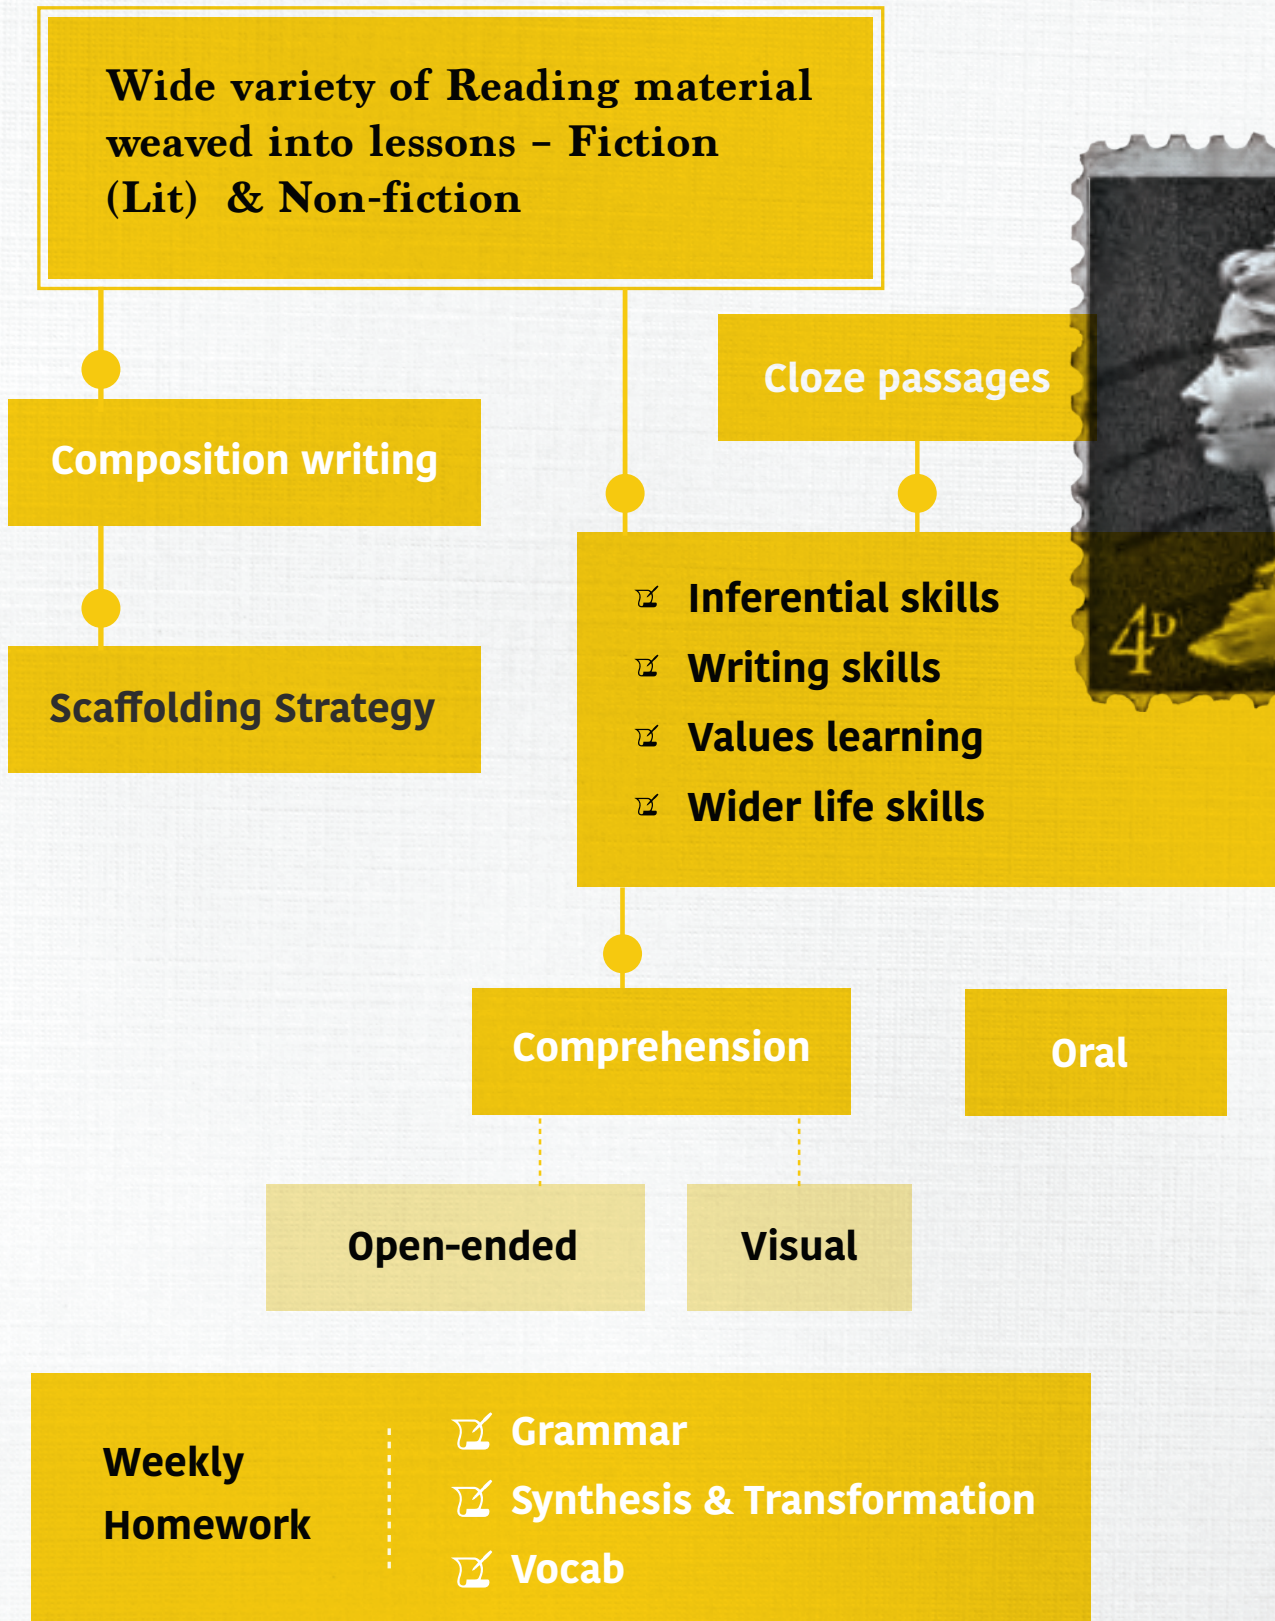 Wide variety of Reading material
weaved into lessons – Fiction
(Lit)  & Non-fiction
Cloze passages
Composition writing
Inferential skills
Writing skills
Values learning
Wider life skills
4D
Scaffolding Strategy
Comprehension
Oral
Open-ended
Visual
Weekly
Homework
Grammar
Synthesis & Transformation
Vocab